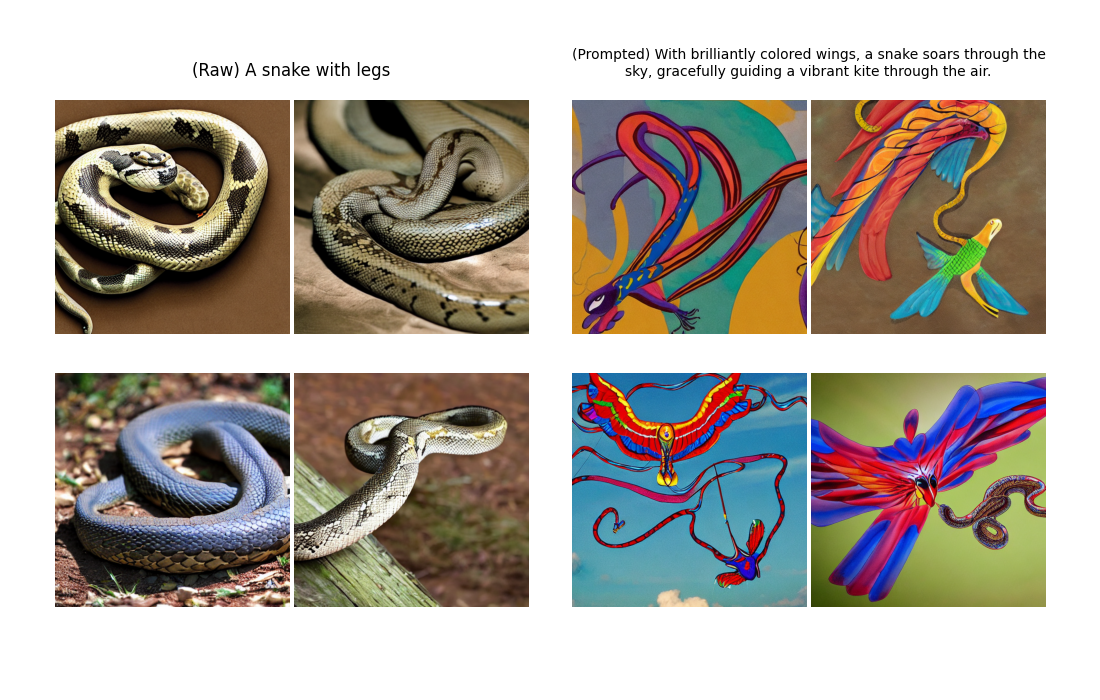 (Raw) A snake with legs
(Prompted) With brilliantly colored wings, a snake soars through the
sky, gracefully guiding a vibrant kite through the air.